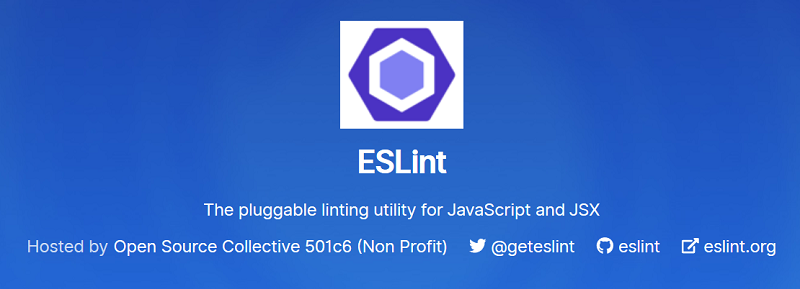 ESLint
The pluggable linting utility for JavaScript and JSX
Hosted by Open Source Collective 501c6 (Non Profit) @geteslint eslint eslint.org